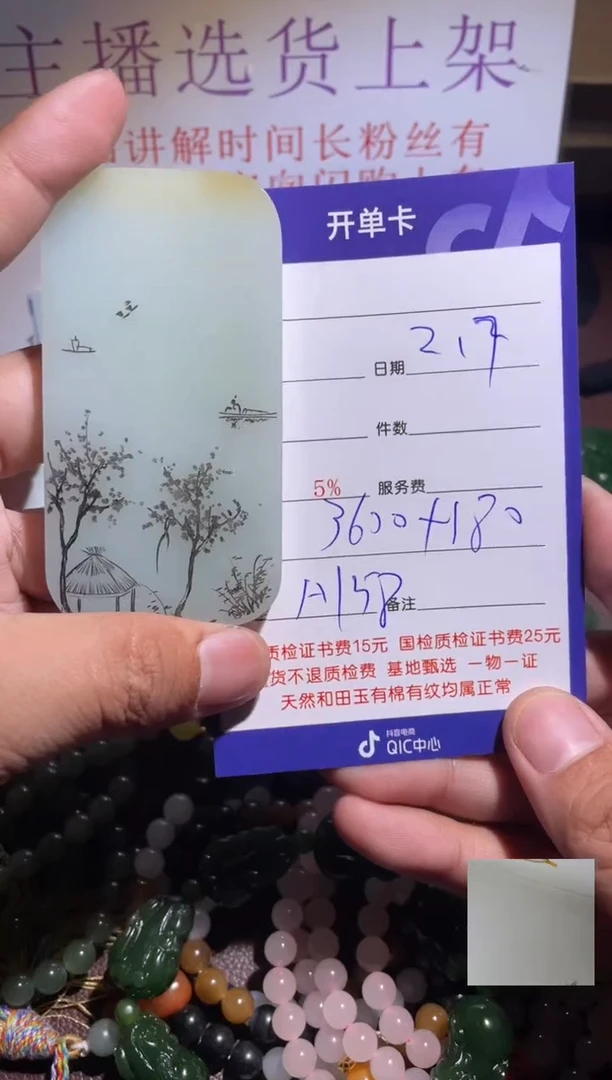 主播选货上架
讲解时间长粉丝有
开单卡
日期 2.17
件数
5% 服务费
3600+180
A158
备注
质检证书费15元 国检质检证书费25元
货不退质检费 基地甄选 一物一证
天然和田玉有棉有纹均属正常
抖音电商
QIC中心